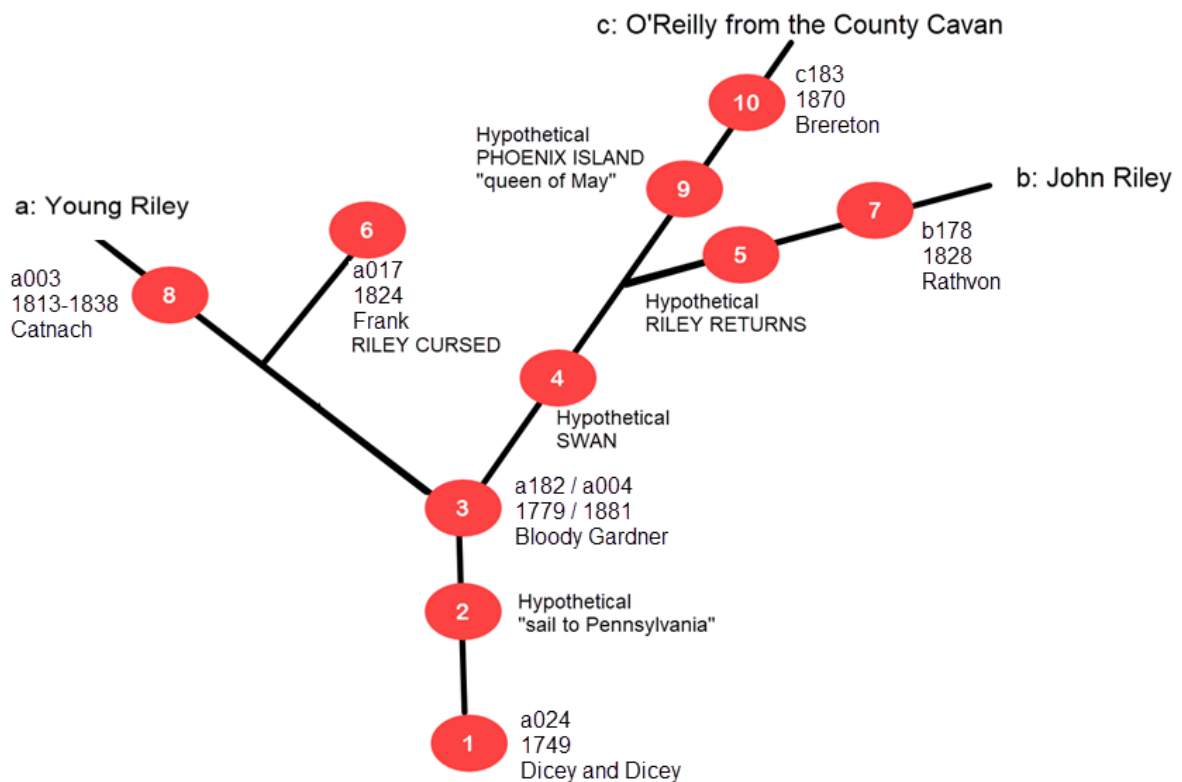 c: O'Reilly from the County Cavan
10
c183
1870
Brereton
Hypothetical
PHOENIX ISLAND
"queen of May"
9
b: John Riley
7
b178
1828
Rathvon
a: Young Riley
6
a017
1824
Frank
RILEY CURSED
5
Hypothetical
RILEY RETURNS
a003
1813-1838
Catnach
8
4
Hypothetical
SWAN
3
a182 / a004
1779 / 1881
Bloody Gardner
2
Hypothetical
"sail to Pennsylvania"
1
a024
1749
Dicey and Dicey